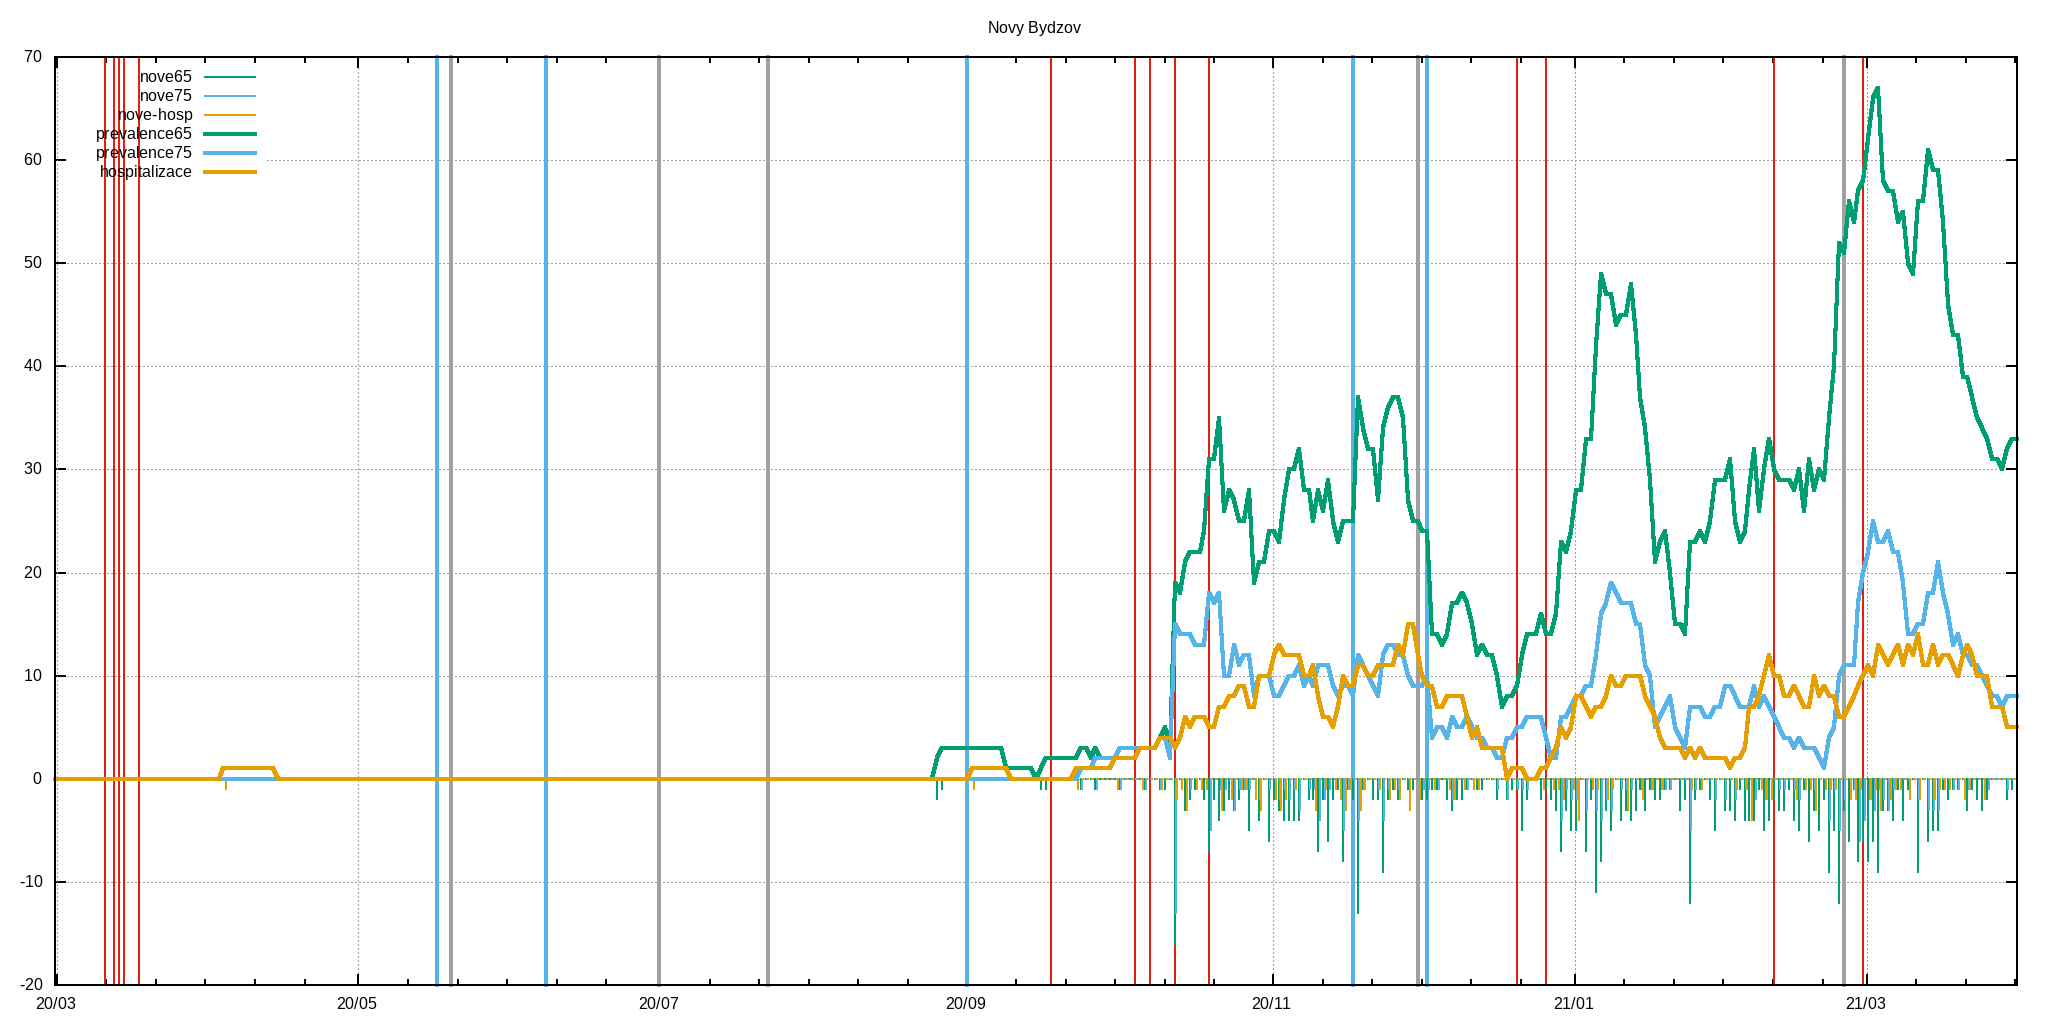 Novy Bydzov
70
60
50
40
30
20
10
0
-10
-20
nove65
nove75
nove-hosp
prevalence65
prevalence75
hospitalizace
20/03 20/05 20/07 20/09 20/11 21/01 21/03